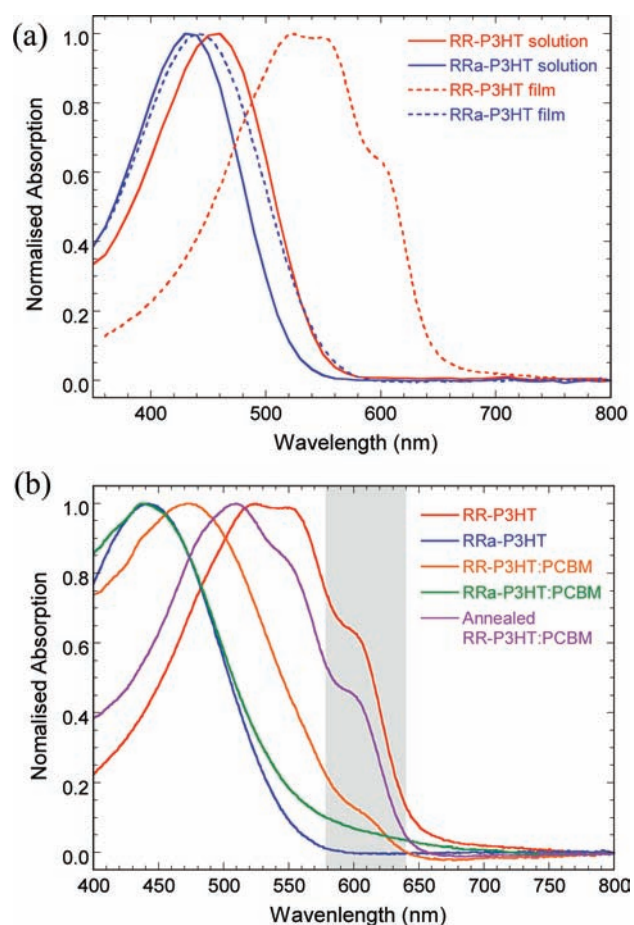 (a)
RR-P3HT solution
RRa-P3HT solution
RR-P3HT film
RRa-P3HT film
Normalised Absorption
1.0
0.8
0.6
0.4
0.2
0.0
400
500
600
700
800
Wavelength (nm)
(b)
RR-P3HT
RRa-P3HT
RR-P3HT:PCBM
RRa-P3HT:PCBM
Annealed
RR-P3HT:PCBM
Nomalised Absorption
1.0
0.8
0.6
0.4
0.2
0.0
400
450
500
550
600
650
700
750
800
Wavenlength (nm)